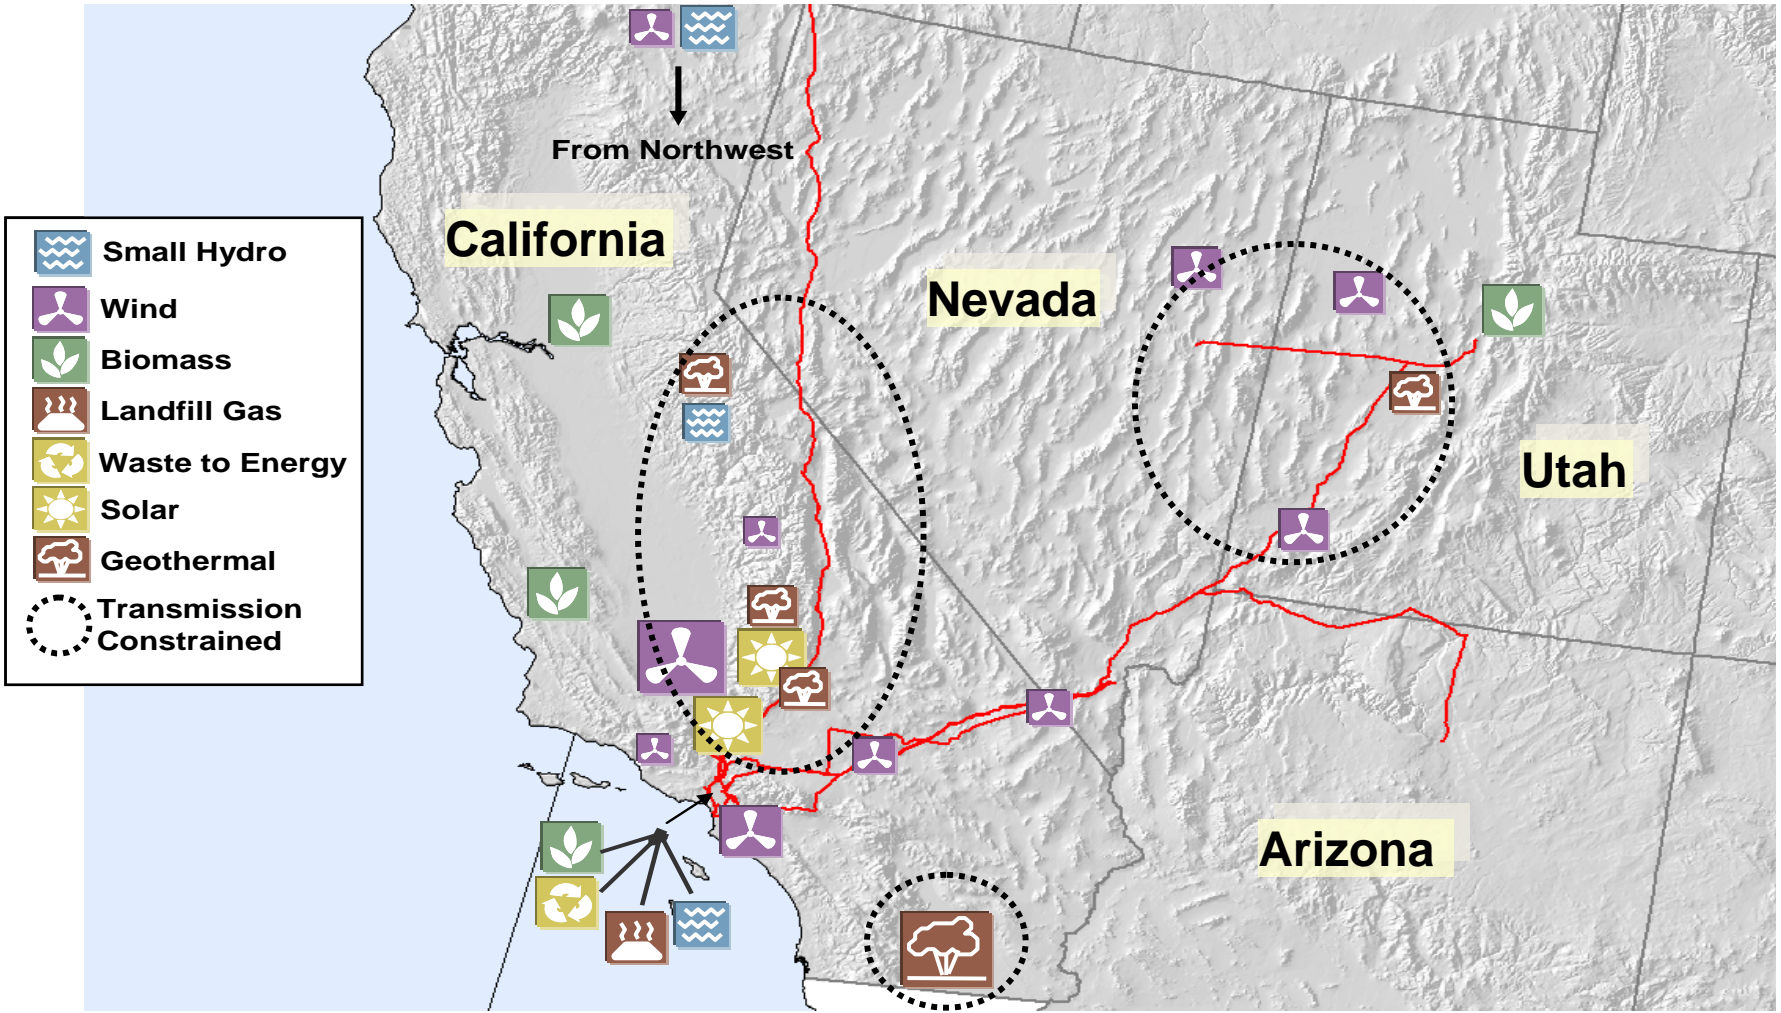 From Northwest
California
Nevada
Utah
Arizona
Small Hydro
Wind
Biomass
Landfill Gas
Waste to Energy
Solar
Geothermal
Transmission
Constrained